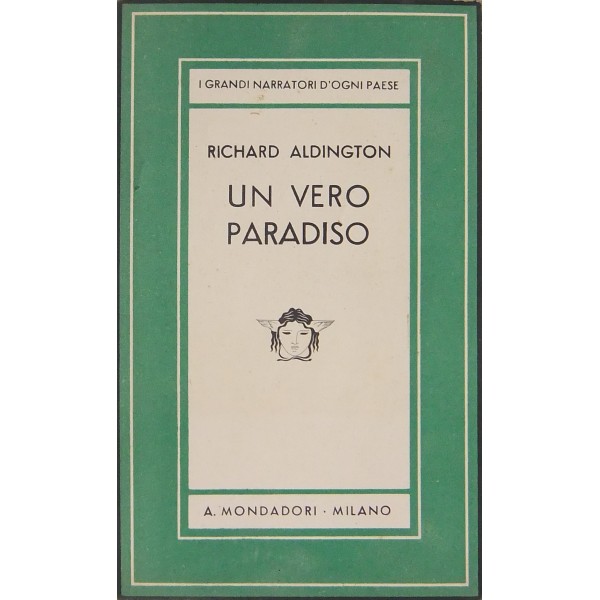 I GRANDI NARRATORI D'OGNI PAESE
RICHARD ALDINGTON
UN VERO
PARADISO
A. MONDADORI · MILANO